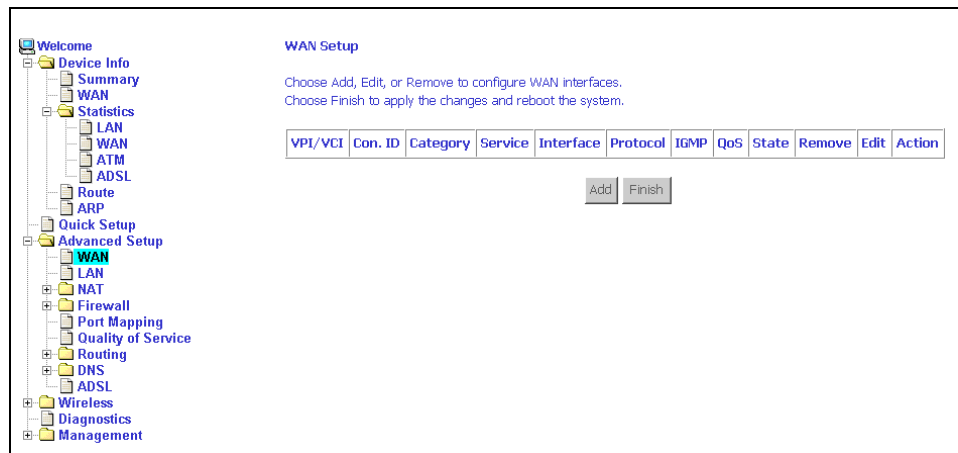 Welcome
Device Info
Summary
WAN
Statistics
LAN
WAN
ATM
ADSL
Route
ARP
Quick Setup
Advanced Setup
WAN
LAN
NAT
Firewall
Port Mapping
Quality of Service
Routing
DNS
ADSL
Wireless
Diagnostics
Management
WAN Setup
Choose Add, Edit, or Remove to configure WAN interfaces.
Choose Finish to apply the changes and reboot the system.
VPI/VCI Con. ID Category Service Interface Protocol IGMP QoS State Remove Edit Action
Add Finish